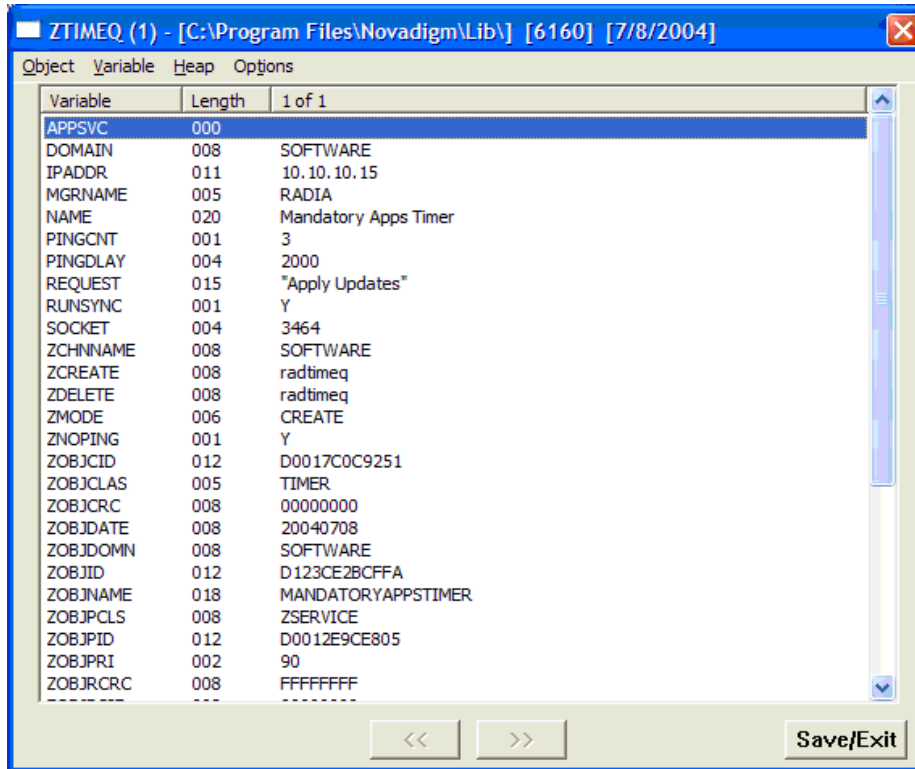 ZTIMEQ (1) - [C:\Program Files\Novadigm\Lib\] [6160] [7/8/2004]
Object Variable Heap Options
Variable Length 1 of 1
APPSVC 000
DOMAIN 008 SOFTWARE
IPADDR 011 10.10.10.15
MGRNAME 005 RADIA
NAME 020 Mandatory Apps Timer
PINGCNT 001 3
PINGDLAY 004 2000
REQUEST 015 "Apply Updates"
RUNSYNC 001 Y
SOCKET 004 3464
ZCHNNAME 008 SOFTWARE
ZCREATE 008 radtimeq
ZDELETE 008 radtimeq
ZMODE 006 CREATE
ZNOPING 001 Y
ZOBJCID 012 D0017C0C9251
ZOBJCLAS 005 TIMER
ZOBJCRC 008 00000000
ZOBJDATE 008 20040708
ZOBJDOMN 008 SOFTWARE
ZOBJID 012 D123CE2BCFFA
ZOBJNAME 018 MANDATORYAPPSTIMER
ZOBJPCLS 008 ZSERVICE
ZOBJPID 012 D0012E9CE805
ZOBJPRI 002 90
ZOBJRCRC 008 FFFFFFFF
<< >> Save/Exit